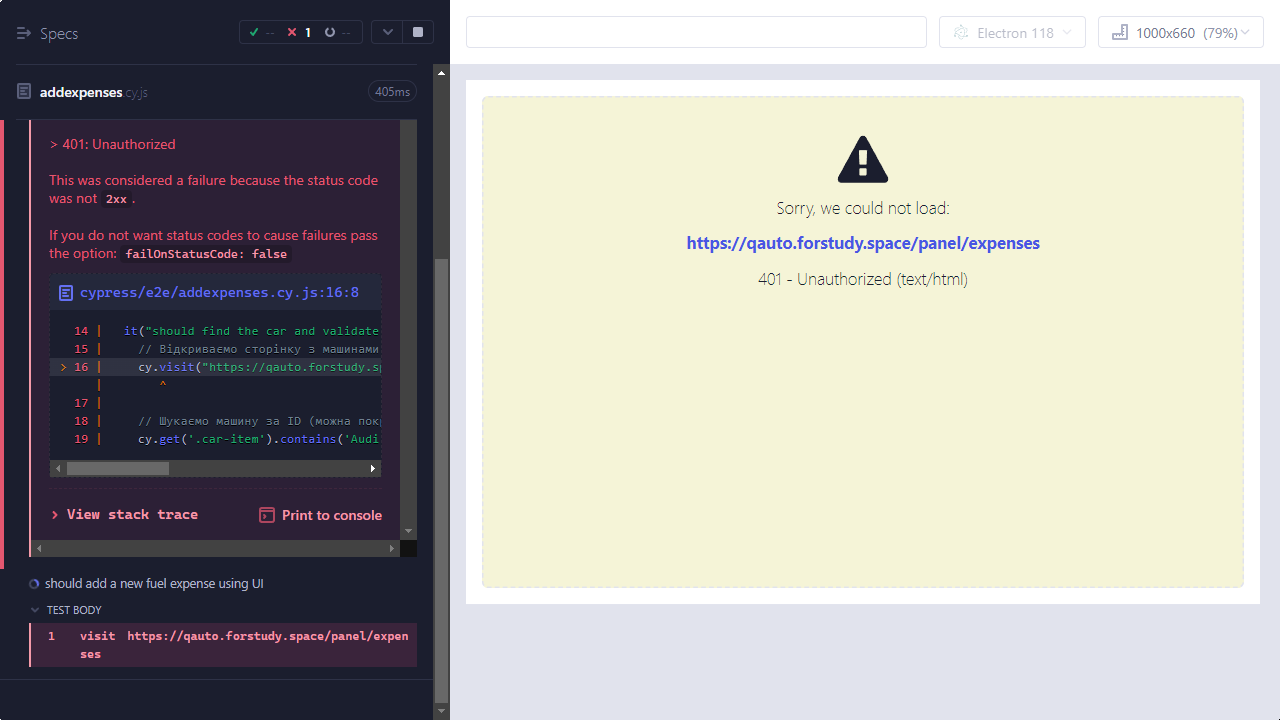 Specs
-- 1 --
Electron 118
1000x660 (79%)
addexpenses.cy.js
405ms
> 401: Unauthorized
This was considered a failure because the status code
was not 2xx .
If you do not want status codes to cause failures pass
the option: failOnStatusCode: false
cypress/e2e/addexpenses.cy.js:16:8
14 | it("should find the car and validate
15 | // Відкриваємо сторінку з машинами
> 16 | cy.visit("https://qauto.forstudy.sp
| ^
17 |
18 | // Шукаємо машину за ID (можна покр
19 | cy.get('.car-item').contains('Audi
View stack trace
Print to console
should add a new fuel expense using UI
TEST BODY
1 visit https://qauto.forstudy.space/panel/expen
ses
Sorry, we could not load:
https://qauto.forstudy.space/panel/expenses
401 - Unauthorized (text/html)